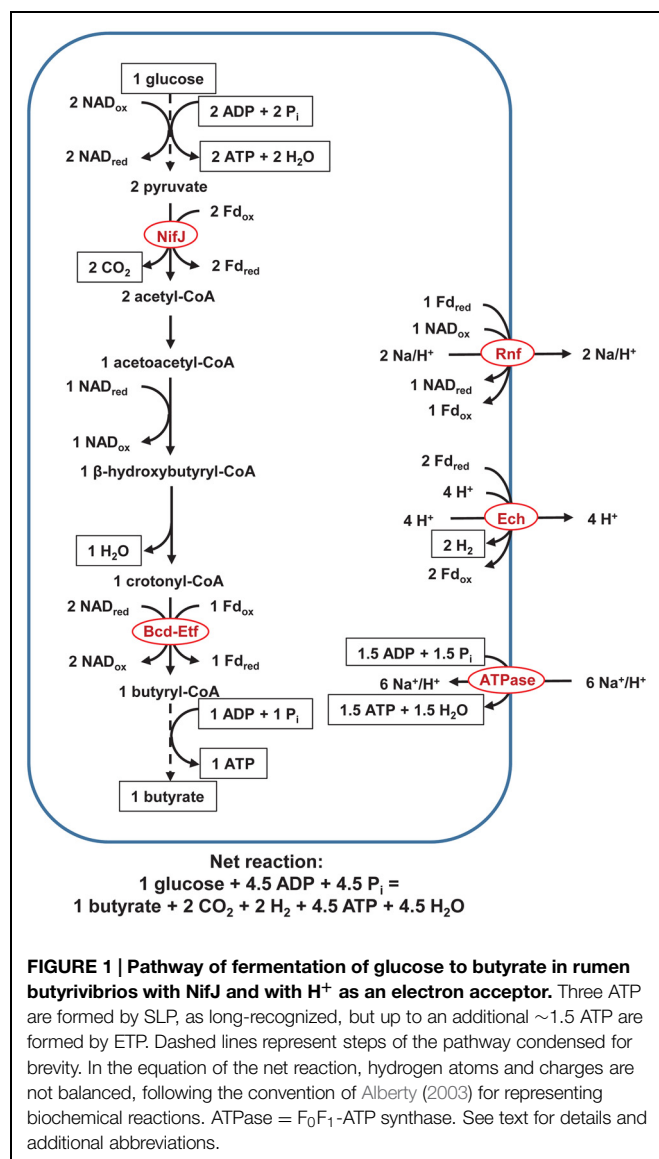 1 glucose
2 NADox
2 ADP + 2 Pi
2 NADred
2 ATP + 2 H2O
2 pyruvate
2 Fdox
NifJ
2 CO2
2 Fdred
2 acetyl-CoA
1 acetoacetyl-CoA
1 NADred
1 NADox
1 β-hydroxybutyryl-CoA
1 H2O
1 crotonyl-CoA
2 NADred
1 Fdox
Bcd-Etf
2 NADox
1 Fdred
1 butyryl-CoA
1 ADP + 1 Pi
1 ATP
1 butyrate
1 Fdred
1 NADox
2 Na/H+
Rnf
2 Na/H+
1 NADred
1 Fdox
2 Fdred
4 H+
4 H+
Ech
4 H+
2 H2
2 Fdox
1.5 ADP + 1.5 Pi
6 Na+/H+
ATPase
6 Na+/H+
1.5 ATP + 1.5 H2O
Net reaction:
1 glucose + 4.5 ADP + 4.5 Pi =
1 butyrate + 2 CO2 + 2 H2 + 4.5 ATP + 4.5 H2O
FIGURE 1 | Pathway of fermentation of glucose to butyrate in rumen
butyrivibrios with NifJ and with H+ as an electron acceptor. Three ATP
are formed by SLP, as long-recognized, but up to an additional ~1.5 ATP are
formed by ETP. Dashed lines represent steps of the pathway condensed for
brevity. In the equation of the net reaction, hydrogen atoms and charges are
not balanced, following the convention of Alberty (2003) for representing
biochemical reactions. ATPase = F0F1-ATP synthase. See text for details and
additional abbreviations.